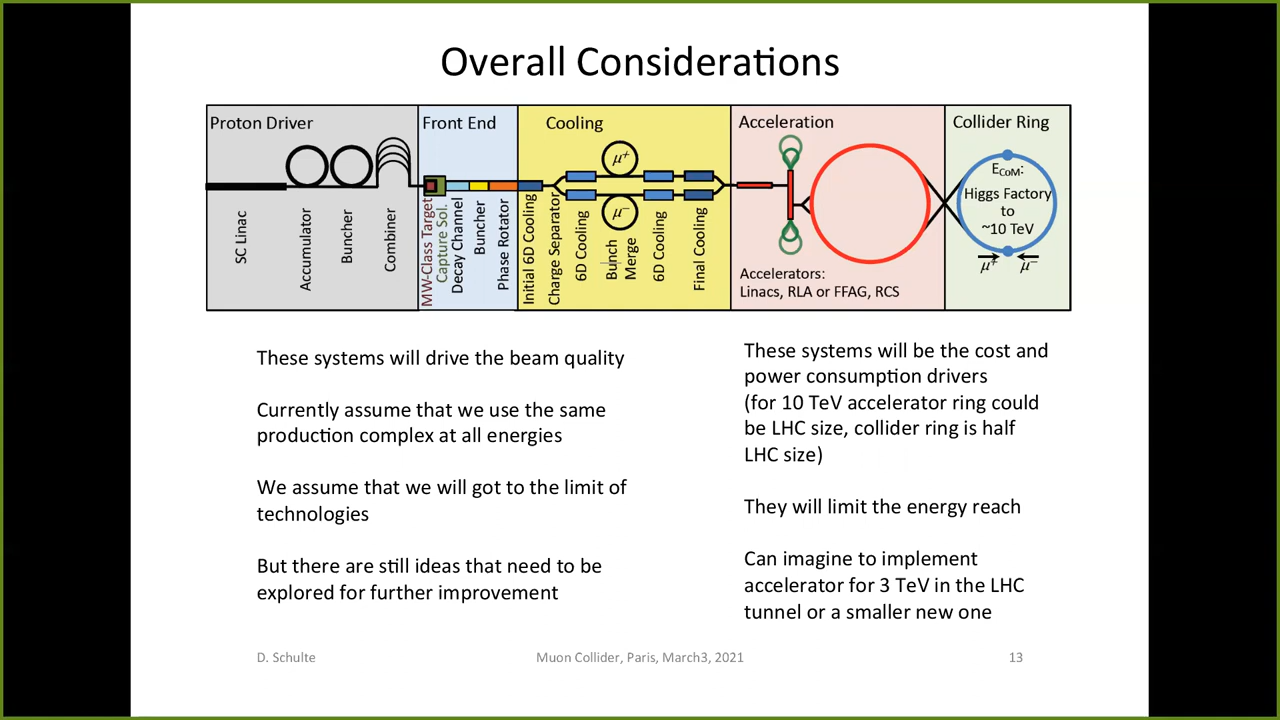 Overall Considerations
Proton Driver
Front End
Cooling
Acceleration
Collider Ring
SC Linac
Accumulator
Buncher
Combiner
MW-Class Target
Capture Sol.
Decay Channel
Buncher
Phase Rotator
Initial 6D Cooling
Charge Separator
6D Cooling
μ+
μ−
Bunch
Merge
6D Cooling
Final Cooling
Accelerators:
Linacs, RLA or FFAG, RCS
ECoM:
Higgs Factory
to
~10 TeV
μ+ μ−
These systems will drive the beam quality
Currently assume that we use the same
production complex at all energies
We assume that we will got to the limit of
technologies
But there are still ideas that need to be
explored for further improvement
These systems will be the cost and
power consumption drivers
(for 10 TeV accelerator ring could
be LHC size, collider ring is half
LHC size)
They will limit the energy reach
Can imagine to implement
accelerator for 3 TeV in the LHC
tunnel or a smaller new one
D. Schulte
Muon Collider, Paris, March3, 2021
13